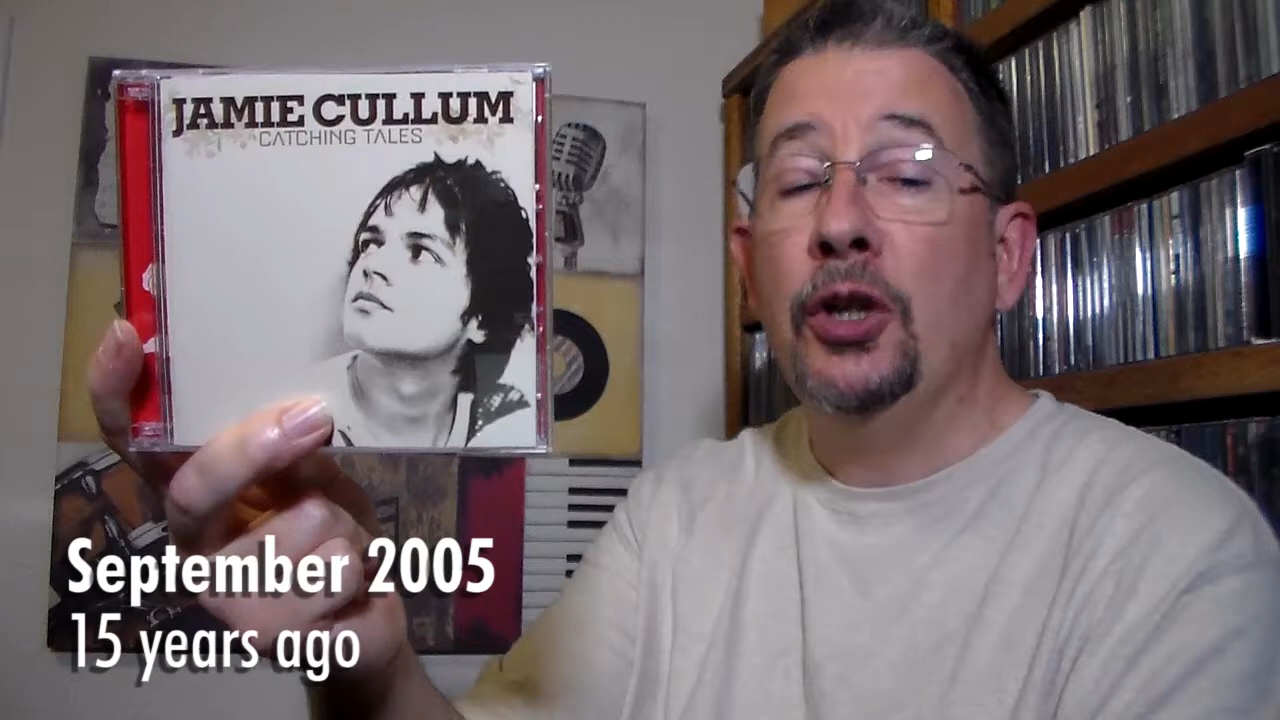 JAMIE CULLUM
CATCHING TALES
September 2005
15 years ago